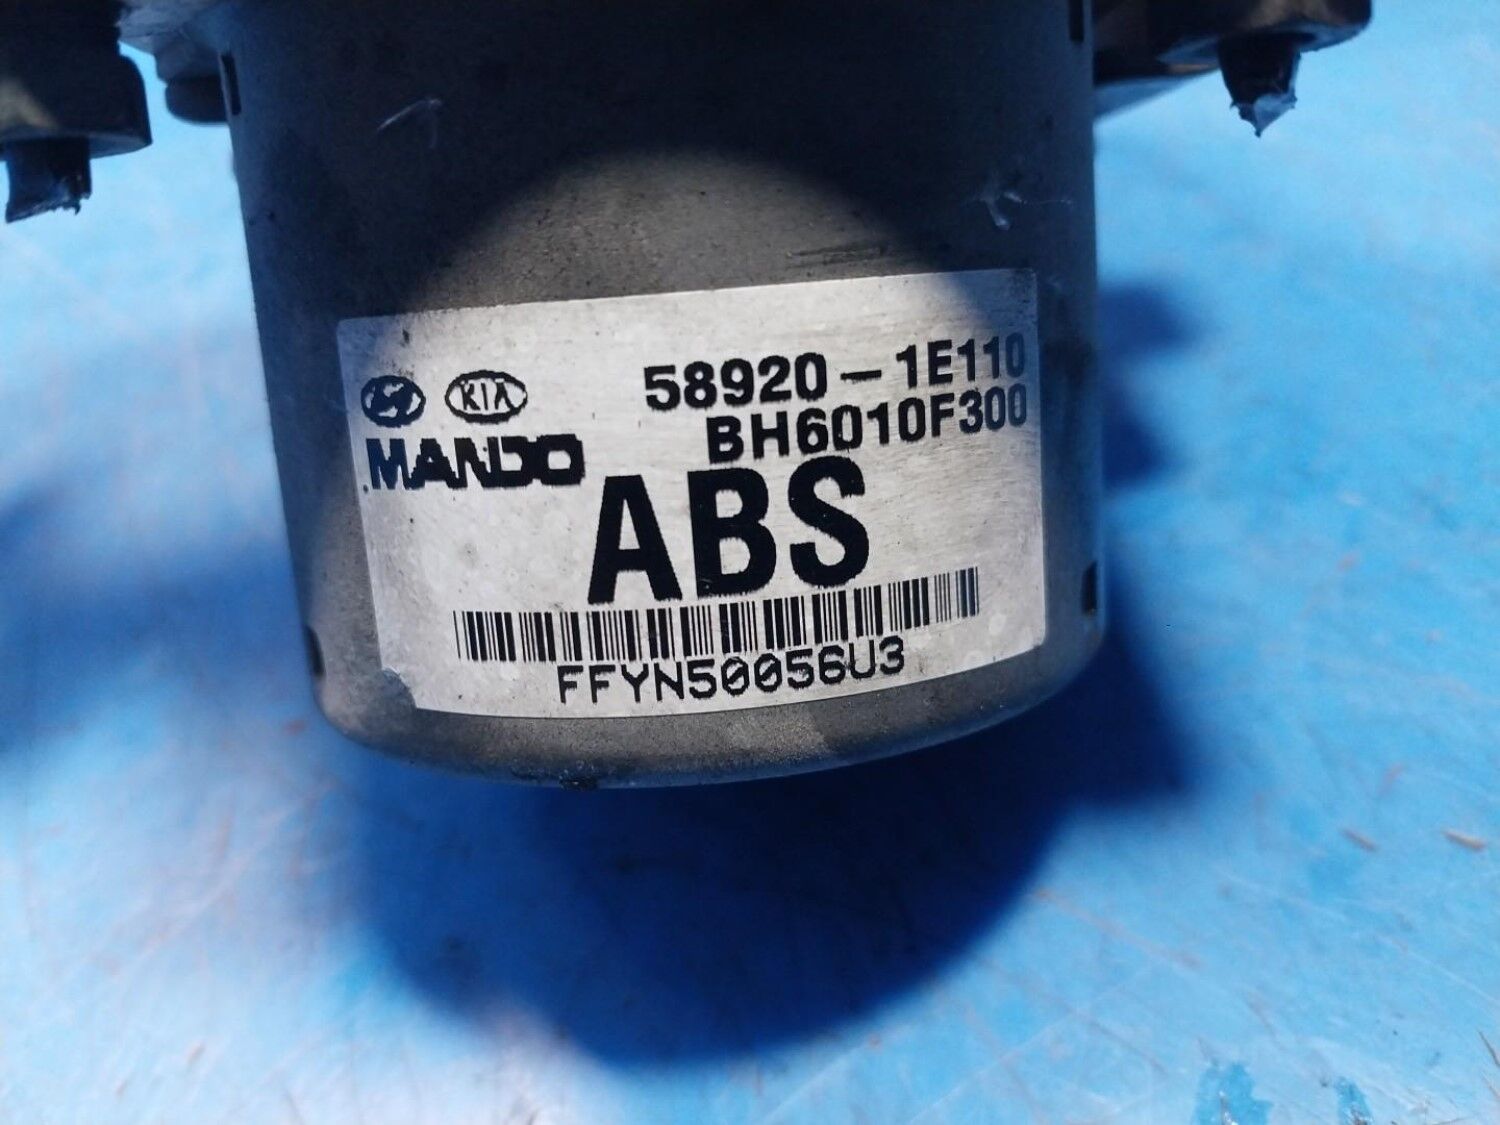 58920-1E110
KIA
BH6010F300
MANDO
ABS
FFYN50056U3